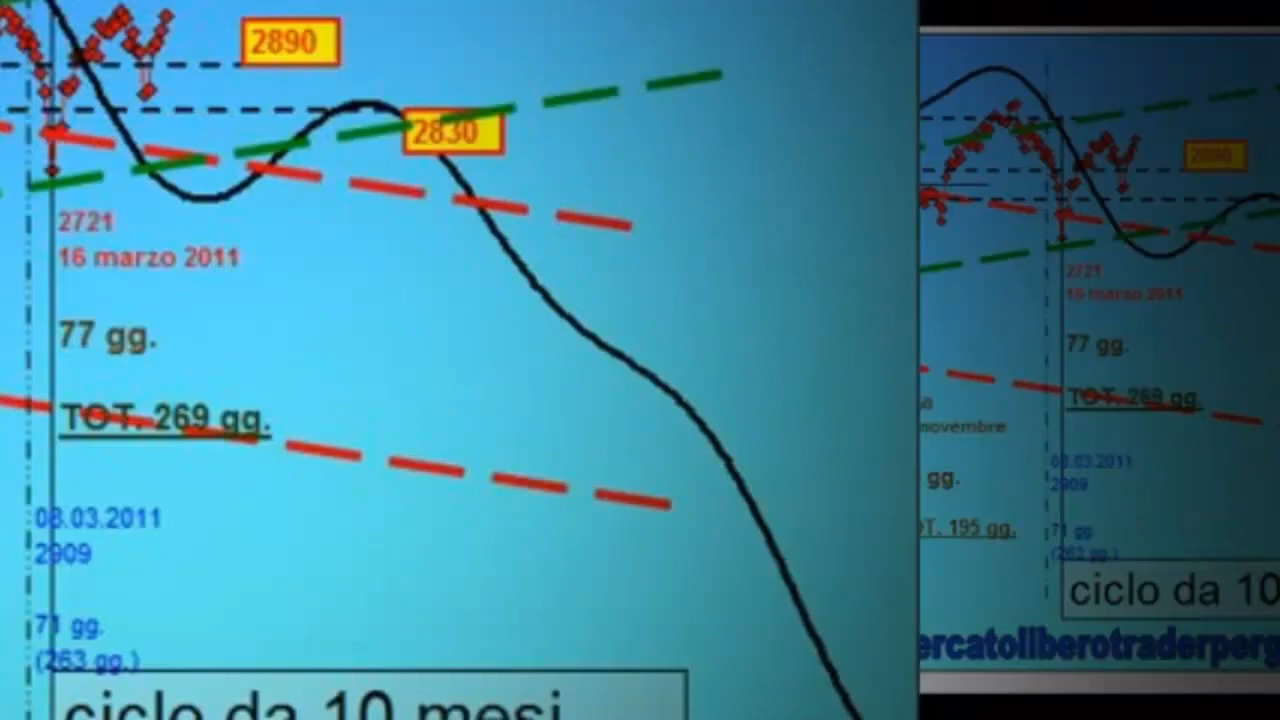 2890
2830
2721
16 marzo 2011
77 gg.
TOT. 269 gg.
08.03.2011
2909
71 gg.
(263 gg.)
ciclo da 10 mesi
2721
16 marzo 2011
77 gg.
TOT. 269 gg.
novembre
gg.
T. 195 gg.
08.03.2011
2909
71 gg.
(263 gg.)
ciclo da 10
ercatoliberotraderperg